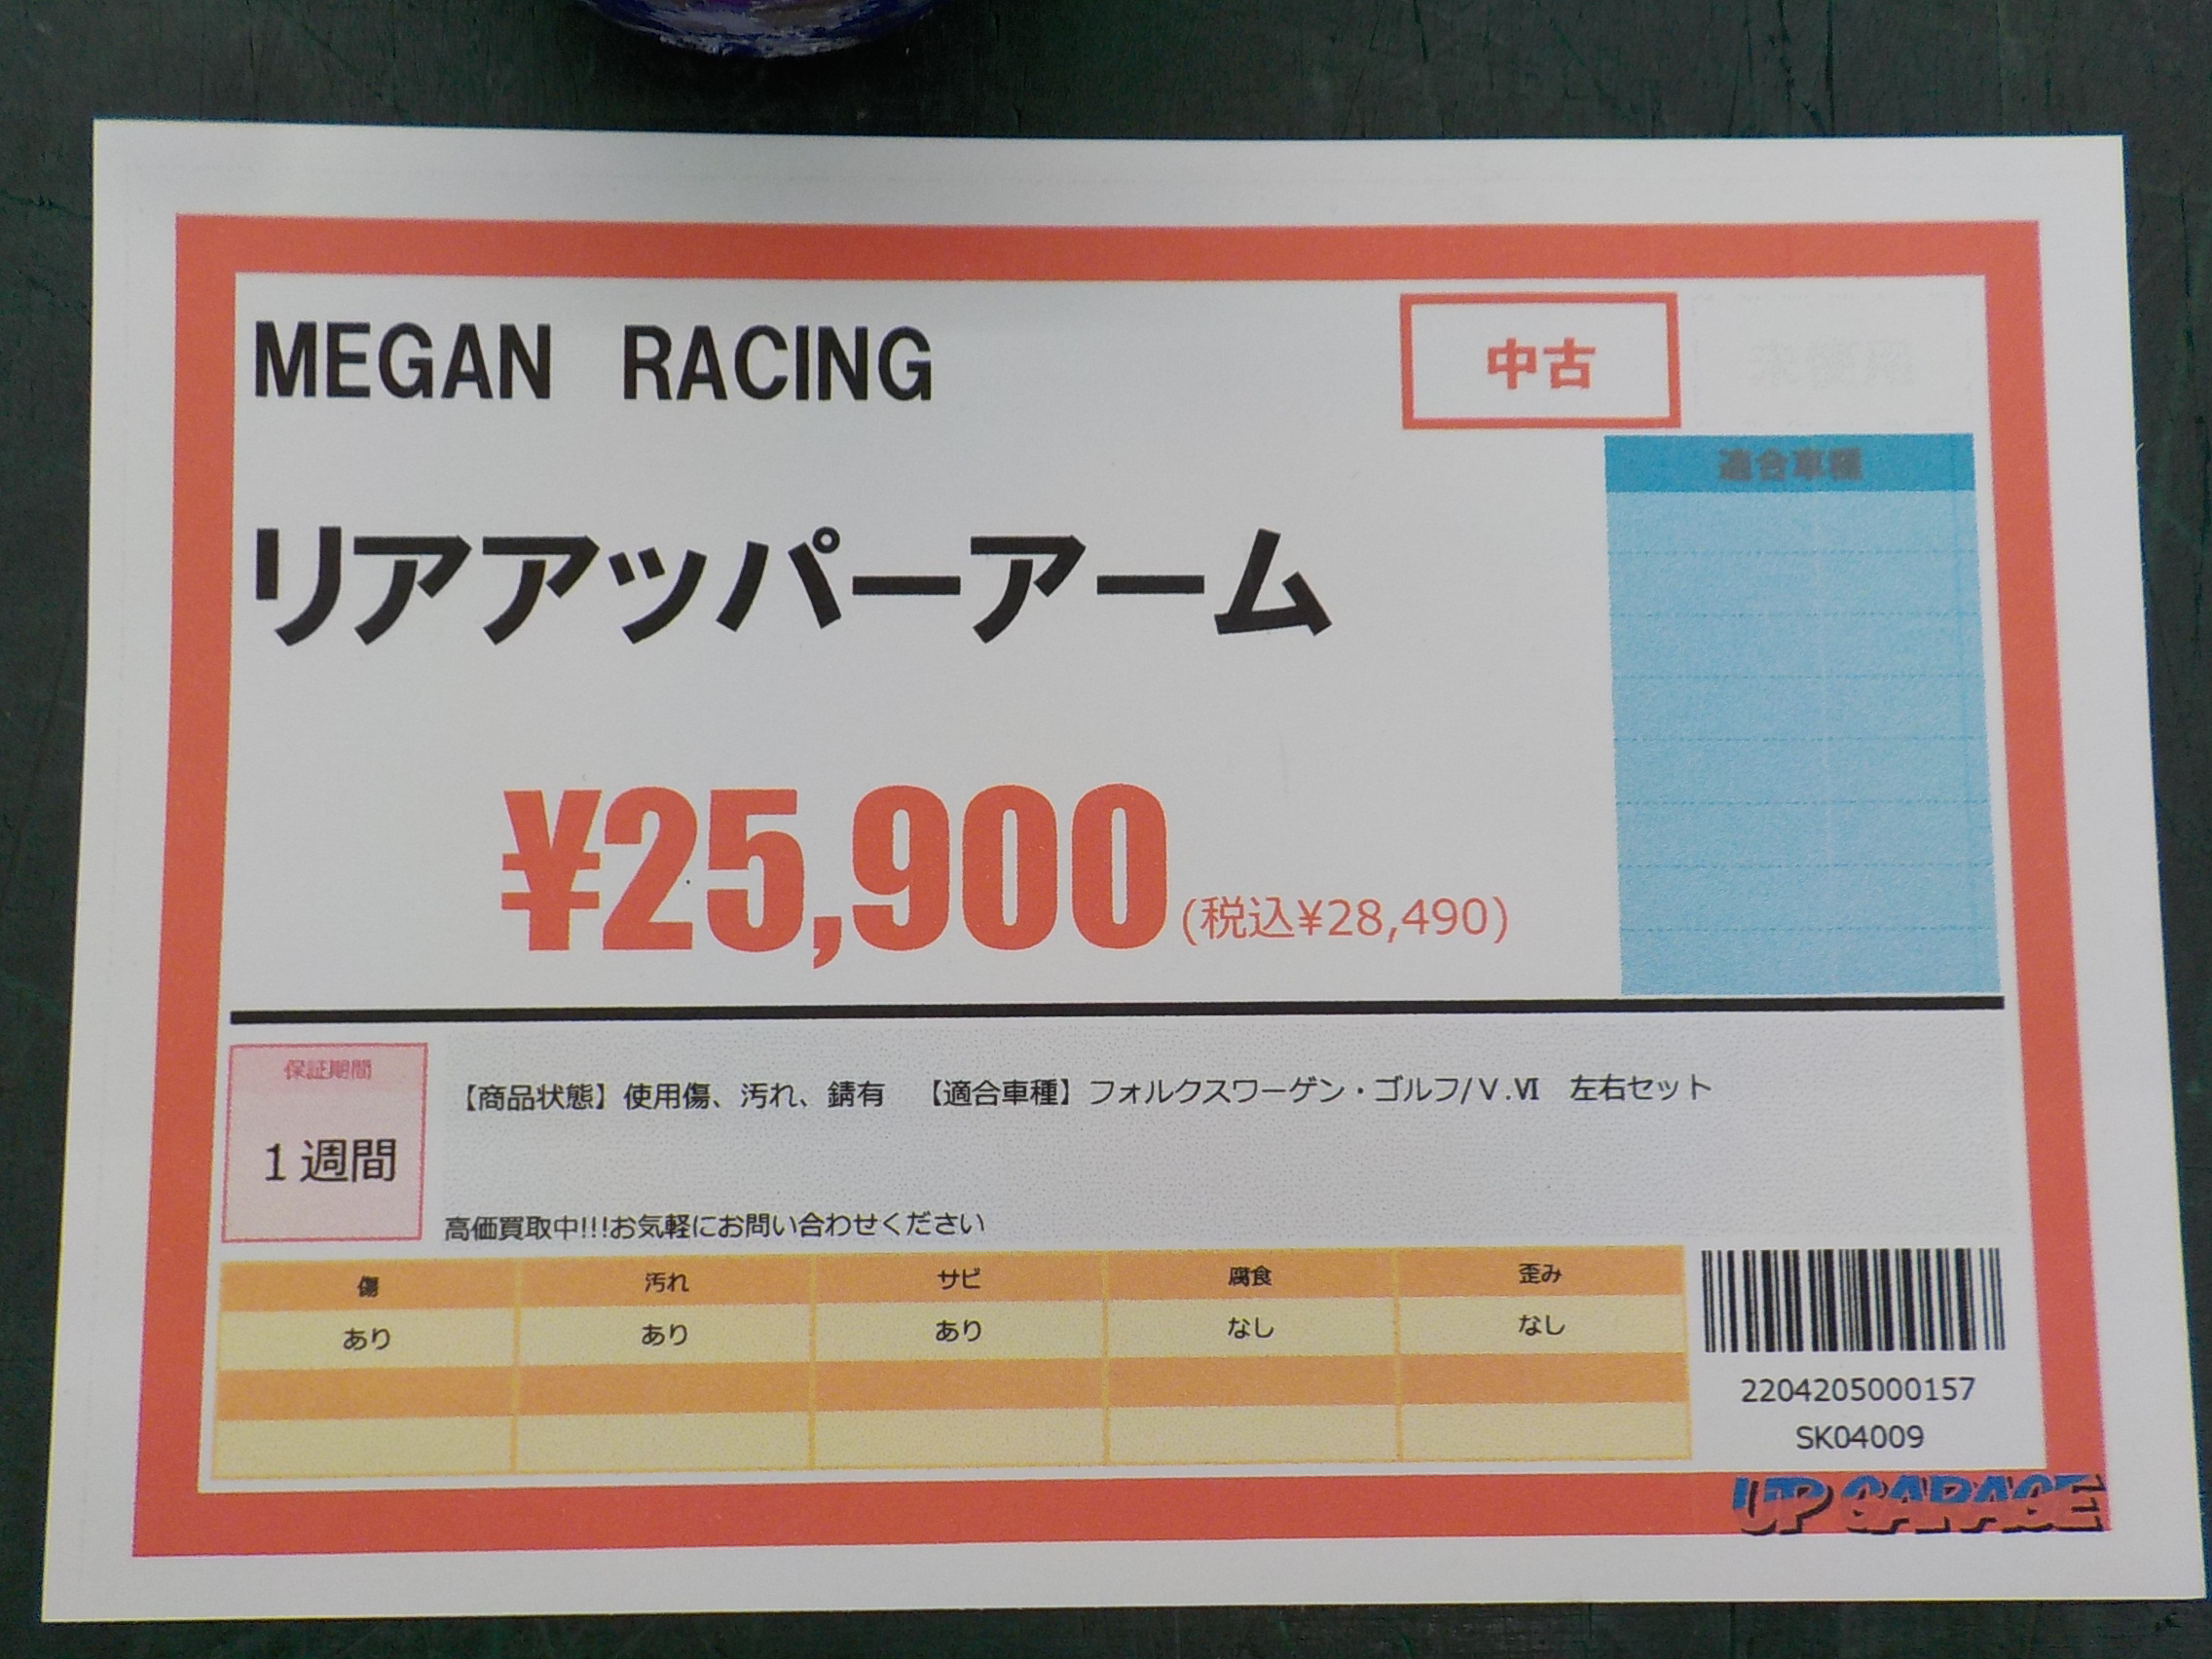 MEGAN RACING
中古
未使用
適合車種
リアアッパーアーム
¥25,900(税込¥28,490)
保証期間
1週間
【商品状態】使用傷、汚れ、錆有 【適合車種】フォルクスワーゲン・ゴルフ/Ⅴ.Ⅵ 左右セット
高価買取中!!!お気軽にお問い合わせください
傷 汚れ サビ 腐食 歪み
あり あり あり なし なし
2204205000157
SK04009
UP GARAGE